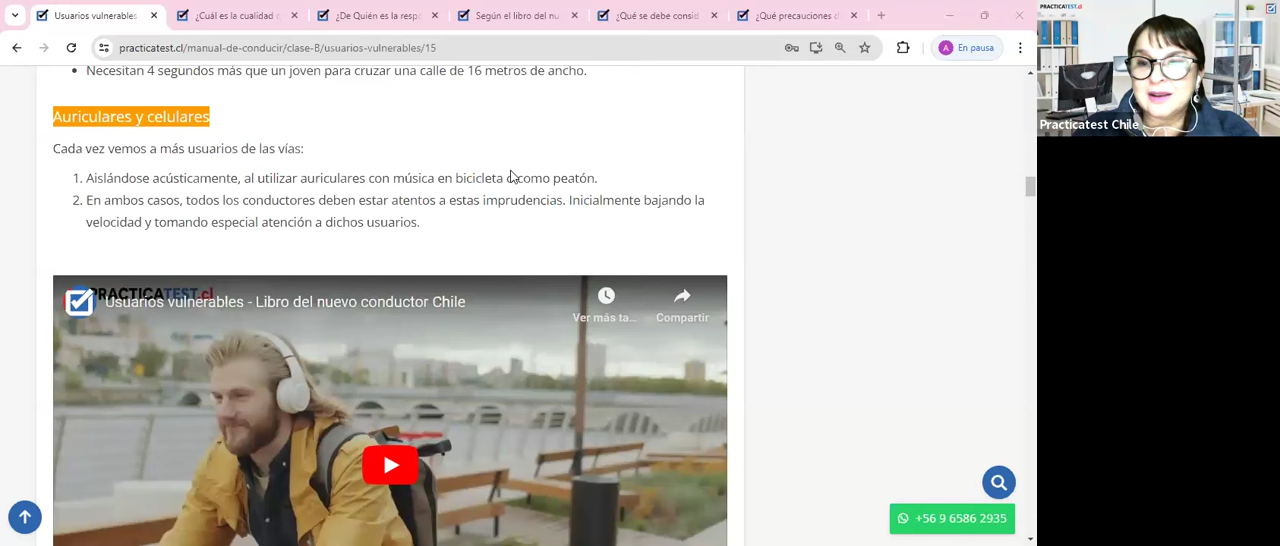 Usuarios vulnerables
¿Cuál es la cualidad q
¿De Quién es la resp
Según el libro del nu
¿Qué se debe consid
¿Qué precauciones d
practicatest.cl/manual-de-conducir/clase-B/usuarios-vulnerables/15
A En pausa
Necesitan 4 segundos más que un joven para cruzar una calle de 16 metros de ancho.
Auriculares y celulares
Cada vez vemos a más usuarios de las vías:
1. Aislándose acústicamente, al utilizar auriculares con música en bicicleta o como peatón.
2. En ambos casos, todos los conductores deben estar atentos a estas imprudencias. Inicialmente bajando la
velocidad y tomando especial atención a dichos usuarios.
PRACTICATEST.cl
Usuarios vulnerables - Libro del nuevo conductor Chile
Ver más ta...
Compartir
+56 9 6586 2935
PRACTICATEST.cl
Practicatest Chile